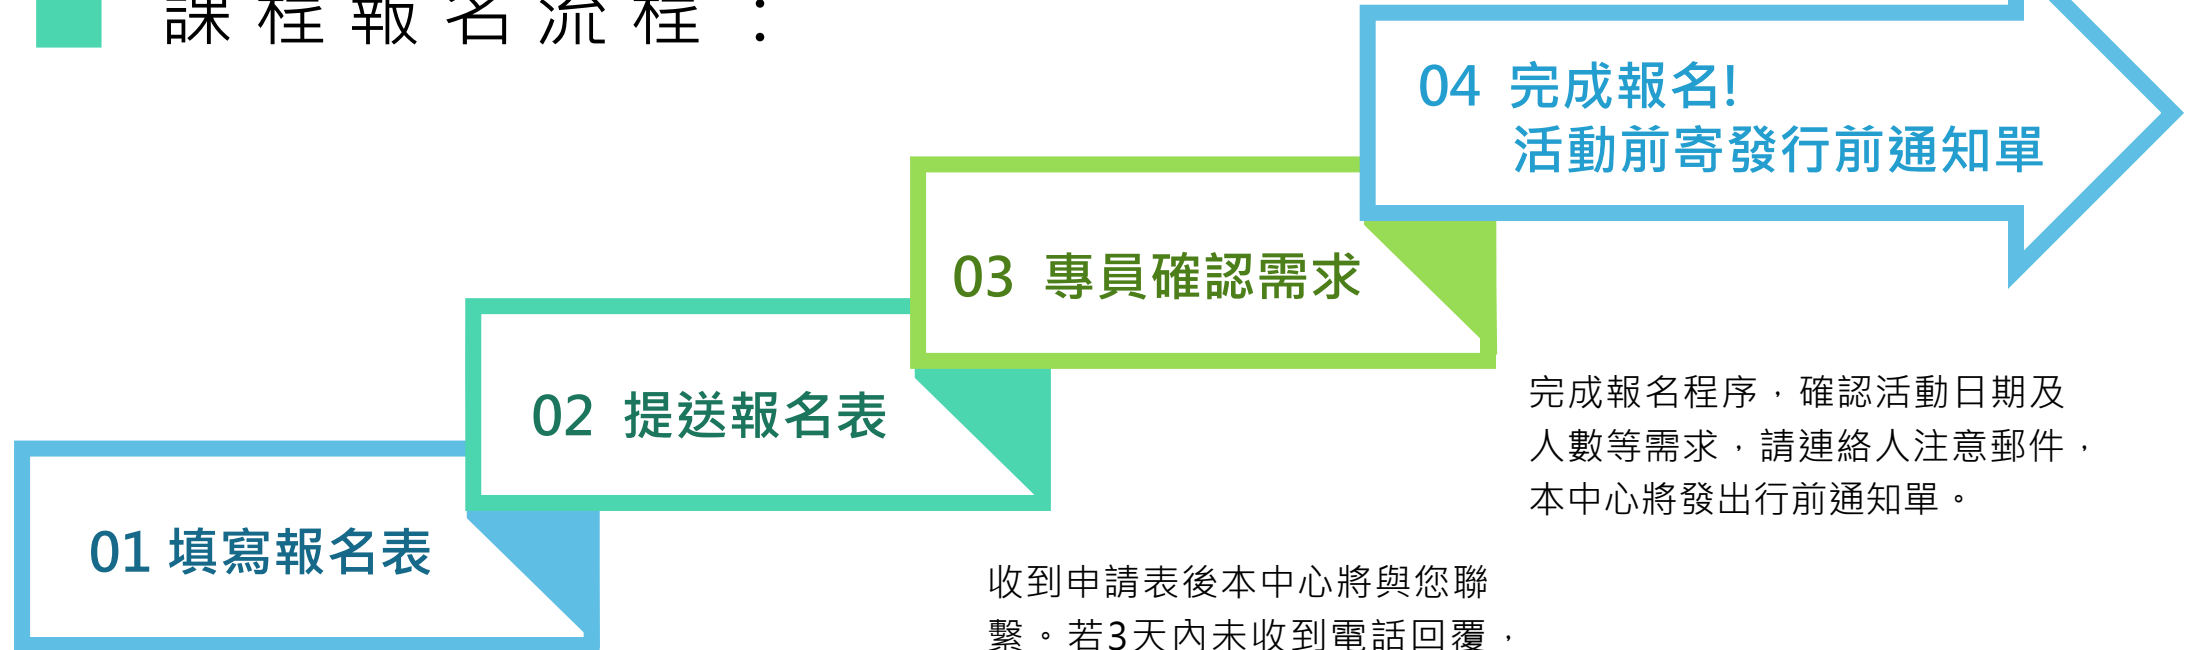 課程報名流程：
04 完成報名!
活動前寄發行前通知單
03 專員確認需求
02 提送報名表
01 填寫報名表
完成報名程序，確認活動日期及
人數等需求，請連絡人注意郵件，
本中心將發出行前通知單。
收到申請表後本中心將與您聯
繫。若3天內未收到電話回覆，